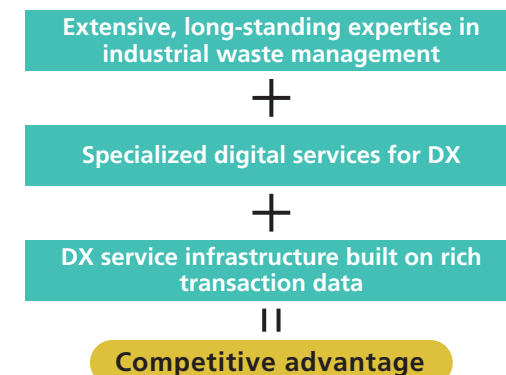 Extensive, long-standing expertise in
industrial waste management
+
Specialized digital services for DX
+
DX service infrastructure built on rich
transaction data
=
Competitive advantage